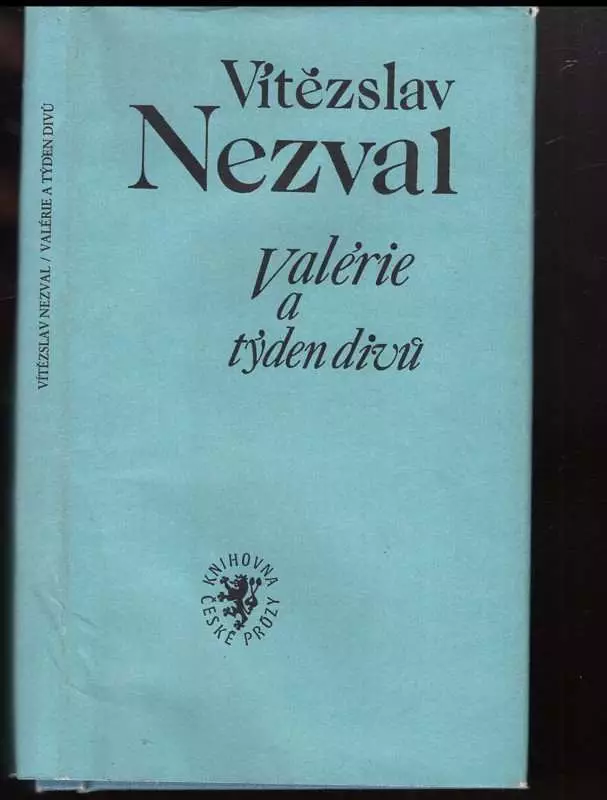 VÍTĚZSLAV NEZVAL / VALÉRIE A TÝDEN DIVŮ
Vítězslav
Nezval
Valérie
a
týden divů
KNIHOVNA
ČESKÉ PRÓZY